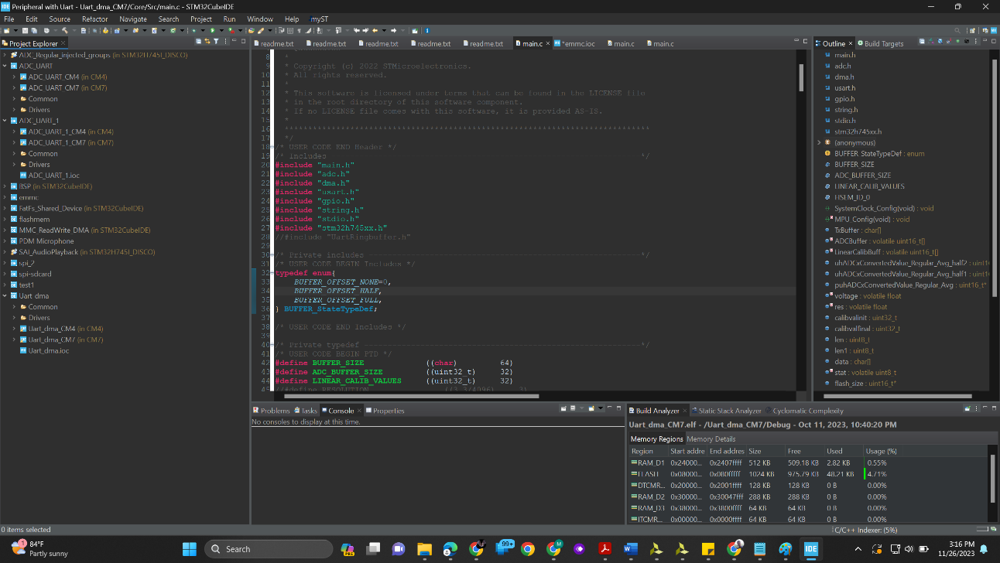 Peripheral with Uart - Uart_dma_CM7/Core/Src/main.c - STM32CubeIDE
File Edit Source Refactor Navigate Search Project Run Window Help myST
Project Explorer
ADC_Regular_injected_groups (in STM32H745I_DISCO)
ADC_UART
ADC_UART_CM4 (in CM4)
ADC_UART_CM7 (in CM7)
Common
Drivers
ADC_UART_1
ADC_UART_1_CM4 (in CM4)
ADC_UART_1_CM7 (in CM7)
Common
Drivers
ADC_UART_1.ioc
BSP (in STM32CubeIDE)
emmc
FatFs_Shared_Device (in STM32CubeIDE)
flashmem
MMC_ReadWrite_DMA (in STM32CubeIDE)
PDM Microphone
SAI_AudioPlayback (in STM32H745I_DISCO)
spi_2
spi-sdcard
test1
Uart_dma
Common
Drivers
Uart_dma_CM4 (in CM4)
Uart_dma_CM7 (in CM7)
Uart_dma.ioc
readme.txt readme.txt readme.txt readme.txt readme.txt main.c *emmc.ioc main.c main.c
8 *
9 * Copyright (c) 2022 STMicroelectronics.
10 * All rights reserved.
11 *
12 * This software is licensed under terms that can be found in the LICENSE file
13 * in the root directory of this software component.
14 * If no LICENSE file comes with this software, it is provided AS-IS.
15 *
16 ******************************************************************************
17 */
18 /* USER CODE END Header */
19 /* Includes */
20 #include "main.h"
21 #include "adc.h"
22 #include "dma.h"
23 #include "usart.h"
24 #include "gpio.h"
25 #include "string.h"
26 #include "stdio.h"
27 #include "stm32h745xx.h"
28 //#include "UartRingbuffer.h"
29
30 /* Private includes ----------------------------------------------------------*/
31 /* USER CODE BEGIN Includes */
32 typedef enum{
33 BUFFER_OFFSET_NONE=0,
34 BUFFER_OFFSET_HALF,
35 BUFFER_OFFSET_FULL,
36 } BUFFER_StateTypeDef;
37
38 /* USER CODE END Includes */
39
40 /* Private typedef -----------------------------------------------------------*/
41 /* USER CODE BEGIN PTD */
42 #define BUFFER_SIZE ((char) 64)
43 #define ADC_BUFFER_SIZE ((uint32_t) 32)
44 #define LINEAR_CALIB_VALUES ((uint32_t) 32)
45 //#define RESOLUTION ((3.3/4096) 3)
Outline Build Targets
main.h
adc.h
dma.h
usart.h
gpio.h
string.h
stdio.h
stm32h745xx.h
(anonymous)
BUFFER_StateTypeDef : enum
BUFFER_SIZE
ADC_BUFFER_SIZE
LINEAR_CALIB_VALUES
HSEM_ID_0
SystemClock_Config(void) : void
MPU_Config(void) : void
TxBuffer : char[]
ADCBuffer : volatile uint16_t[]
LinearCalibBuff : volatile uint16_t[]
uhADCxConvertedValue_Regular_Avg_half2 : uint16
uhADCxConvertedValue_Regular_Avg_half1 : uint16
puhADCxConvertedValue_Regular_Avg : uint16_t*
voltage : volatile float
res : volatile float
calibvalinit : uint32_t
calibvalfinal : uint32_t
len : uint8_t
len1 : uint8_t
data : char[]
stat : volatile uint8_t
flash_size : uint16_t*
Problems Tasks Console Properties
No consoles to display at this time.
Build Analyzer Static Stack Analyzer Cyclomatic Complexity
Uart_dma_CM7.elf - /Uart_dma_CM7/Debug - Oct 11, 2023, 10:40:20 PM
Memory Regions Memory Details
Region Start addre End addres Size Free Used Usage (%)
RAM_D1 0x24000... 0x2407ffff 512 KB 509.18 KB 2.82 KB 0.55%
FLASH 0x08000... 0x080fffff 1024 KB 975.79 KB 48.21 KB 4.71%
DTCMR... 0x20000... 0x2001ffff 128 KB 128 KB 0 B 0.00%
RAM_D2 0x30000... 0x30047fff 288 KB 288 KB 0 B 0.00%
RAM_D3 0x38000... 0x3800ffff 64 KB 64 KB 0 B 0.00%
ITCMR... 0x00000... 0x0000ffff 64 KB 64 KB 0 B 0.00%
0 items selected
C/C++ Indexer: (5%)
84°F
Partly sunny
Search
PRE
99+
M
IDE
3:16 PM
11/26/2023